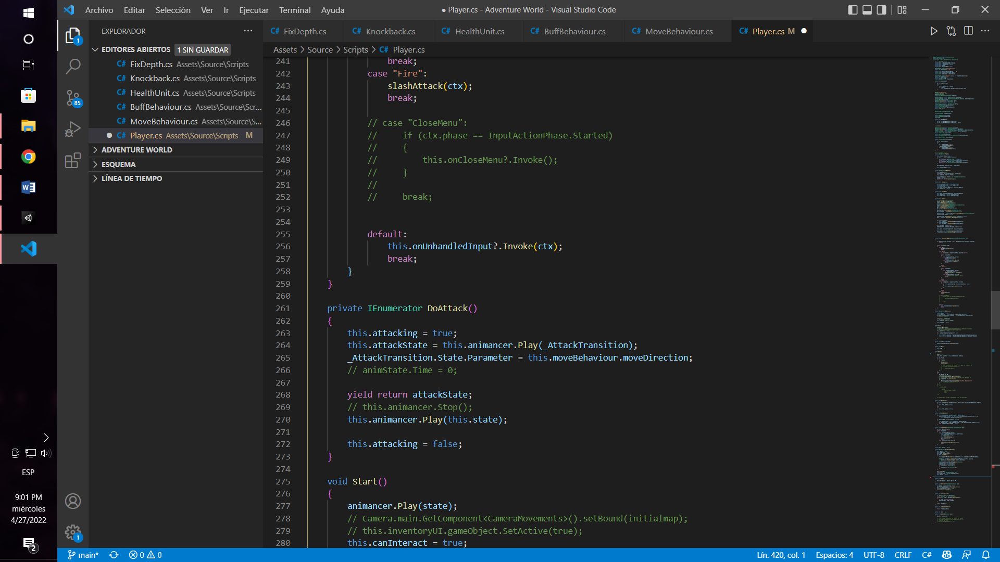 Archivo Editar Selección Ver Ir Ejecutar Terminal Ayuda
● Player.cs - Adventure World - Visual Studio Code
EXPLORADOR
EDITORES ABIERTOS 1 SIN GUARDAR
C# FixDepth.cs Assets\Source\Scripts
C# Knockback.cs Assets\Source\Scripts
C# HealthUnit.cs Assets\Source\Scripts
C# BuffBehaviour.cs Assets\Source\Scr...
C# MoveBehaviour.cs Assets\Source\S...
● C# Player.cs Assets\Source\Scripts M
ADVENTURE WORLD
ESQUEMA
LÍNEA DE TIEMPO
1
85
1
C# FixDepth.cs C# Knockback.cs C# HealthUnit.cs C# BuffBehaviour.cs C# MoveBehaviour.cs C# Player.cs M ●
Assets > Source > Scripts > C# Player.cs
241 break;
242 case "Fire":
243 slashAttack(ctx);
244 break;
245
246 // case "CloseMenu":
247 // if (ctx.phase == InputActionPhase.Started)
248 // {
249 // this.onCloseMenu?.Invoke();
250 // }
251 //
252 // break;
253
254
255 default:
256 this.onUnhandledInput?.Invoke(ctx);
257 break;
258 }
259 }
260
261 private IEnumerator DoAttack()
262 {
263 this.attacking = true;
264 this.attackState = this.animancer.Play(_AttackTransition);
265 _AttackTransition.State.Parameter = this.moveBehaviour.moveDirection;
266 // animState.Time = 0;
267
268 yield return attackState;
269 // this.animancer.Stop();
270 this.animancer.Play(this.state);
271
272 this.attacking = false;
273 }
274
275 void Start()
276 {
277 animancer.Play(state);
278 // Camera.main.GetComponent<CameraMovements>().setBound(initialmap);
279 // this.inventoryUI.gameObject.SetActive(true);
280 this.canInteract = true;
ESP
9:01 PM
miércoles
4/27/2022
2
main* 0 0
Lín. 420, col. 1 Espacios: 4 UTF-8 CRLF C#